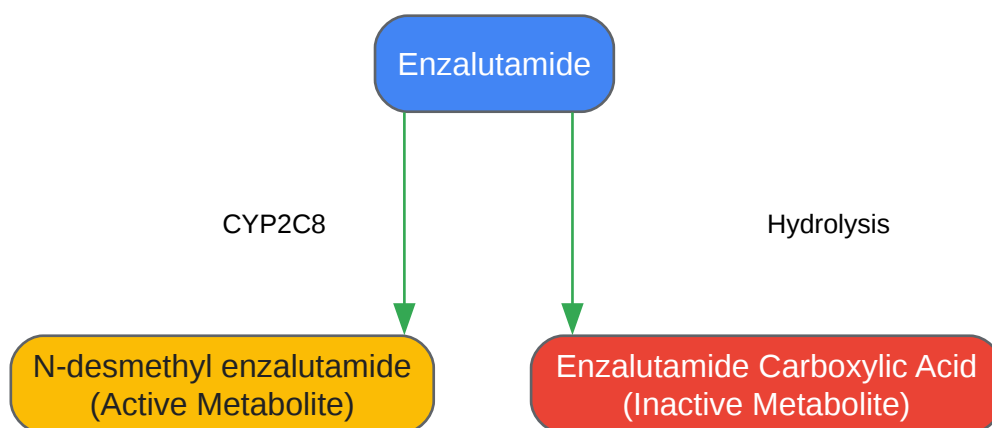 Enzalutamide
CYP2C8
Hydrolysis
N-desmethyl enzalutamide
(Active Metabolite)
Enzalutamide Carboxylic Acid
(Inactive Metabolite)